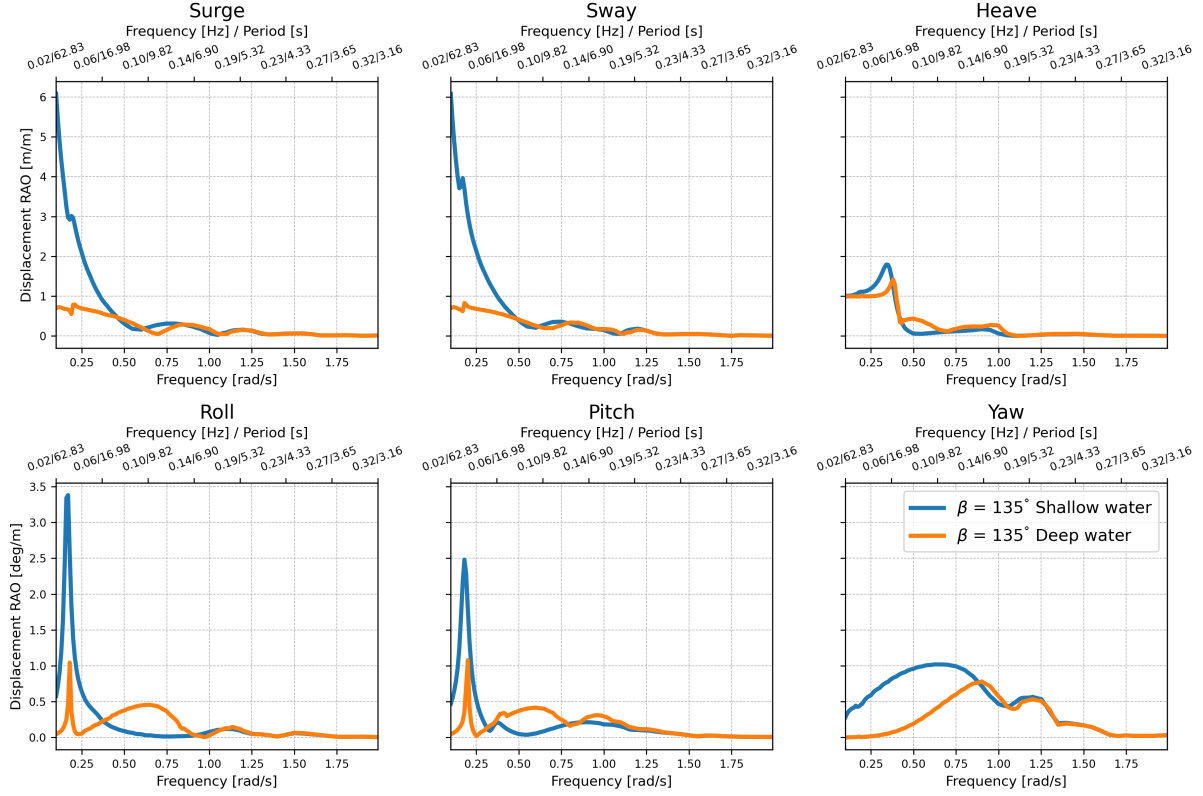 Surge
Frequency [Hz] / Period [s]
0.02/62.83 0.06/16.98 0.10/9.82 0.14/6.90 0.19/5.32 0.23/4.33 0.27/3.65 0.32/3.16
Displacement RAO [m/m]
6
5
4
3
2
1
0
0.25 0.50 0.75 1.00 1.25 1.50 1.75
Frequency [rad/s]
Sway
Frequency [Hz] / Period [s]
0.02/62.83 0.06/16.98 0.10/9.82 0.14/6.90 0.19/5.32 0.23/4.33 0.27/3.65 0.32/3.16
0.25 0.50 0.75 1.00 1.25 1.50 1.75
Frequency [rad/s]
Heave
Frequency [Hz] / Period [s]
0.02/62.83 0.06/16.98 0.10/9.82 0.14/6.90 0.19/5.32 0.23/4.33 0.27/3.65 0.32/3.16
0.25 0.50 0.75 1.00 1.25 1.50 1.75
Frequency [rad/s]
Roll
Frequency [Hz] / Period [s]
0.02/62.83 0.06/16.98 0.10/9.82 0.14/6.90 0.19/5.32 0.23/4.33 0.27/3.65 0.32/3.16
Displacement RAO [deg/m]
3.5
3.0
2.5
2.0
1.5
1.0
0.5
0.0
0.25 0.50 0.75 1.00 1.25 1.50 1.75
Frequency [rad/s]
Pitch
Frequency [Hz] / Period [s]
0.02/62.83 0.06/16.98 0.10/9.82 0.14/6.90 0.19/5.32 0.23/4.33 0.27/3.65 0.32/3.16
0.25 0.50 0.75 1.00 1.25 1.50 1.75
Frequency [rad/s]
Yaw
Frequency [Hz] / Period [s]
0.02/62.83 0.06/16.98 0.10/9.82 0.14/6.90 0.19/5.32 0.23/4.33 0.27/3.65 0.32/3.16
β = 135° Shallow water
β = 135° Deep water
0.25 0.50 0.75 1.00 1.25 1.50 1.75
Frequency [rad/s]